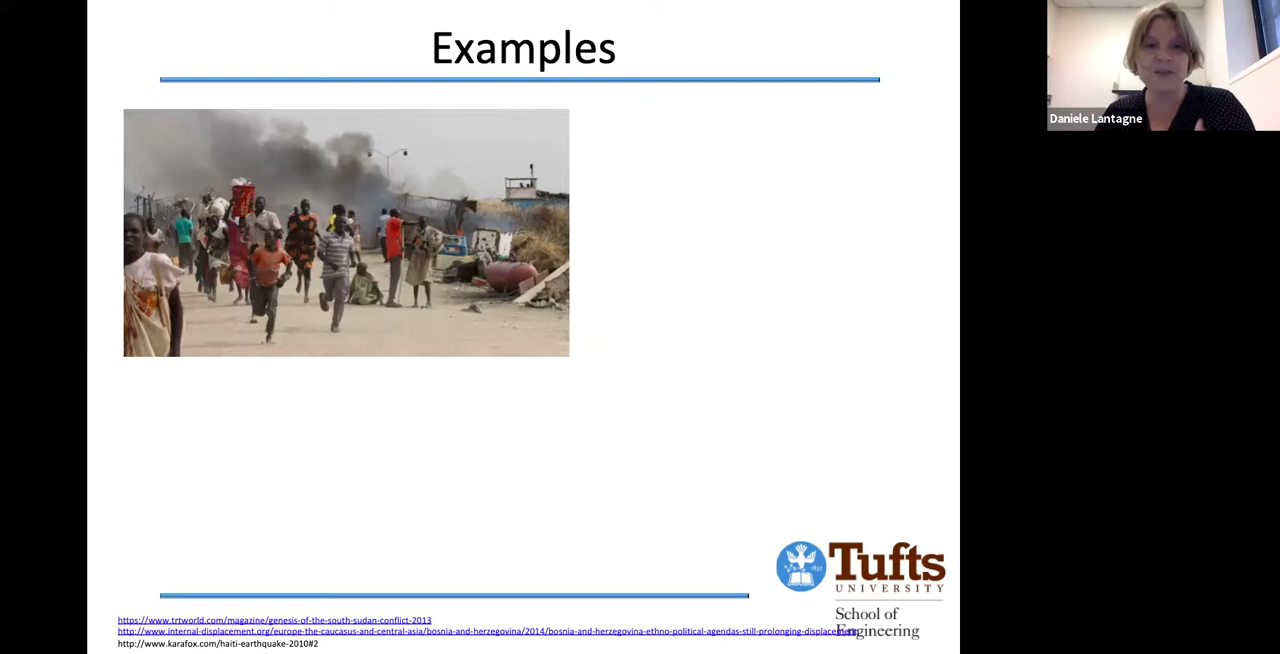 Examples
Daniele Lantagne
1852
Tufts
UNIVERSITY
School of
Engineering
https://www.trtworld.com/magazine/genesis-of-the-south-sudan-conflict-2013
http://www.internal-displacement.org/europe-the-caucasus-and-central-asia/bosnia-and-herzegovina/2014/bosnia-and-herzegovina-ethno-political-agendas-still-prolonging-displacement
http://www.karafox.com/haiti-earthquake-2010#2